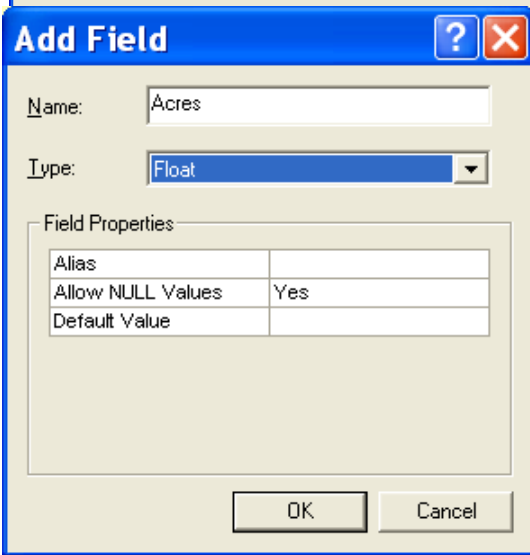 Add Field
Name: Acres
Type: Float
Field Properties
Alias
Allow NULL Values Yes
Default Value
OK Cancel